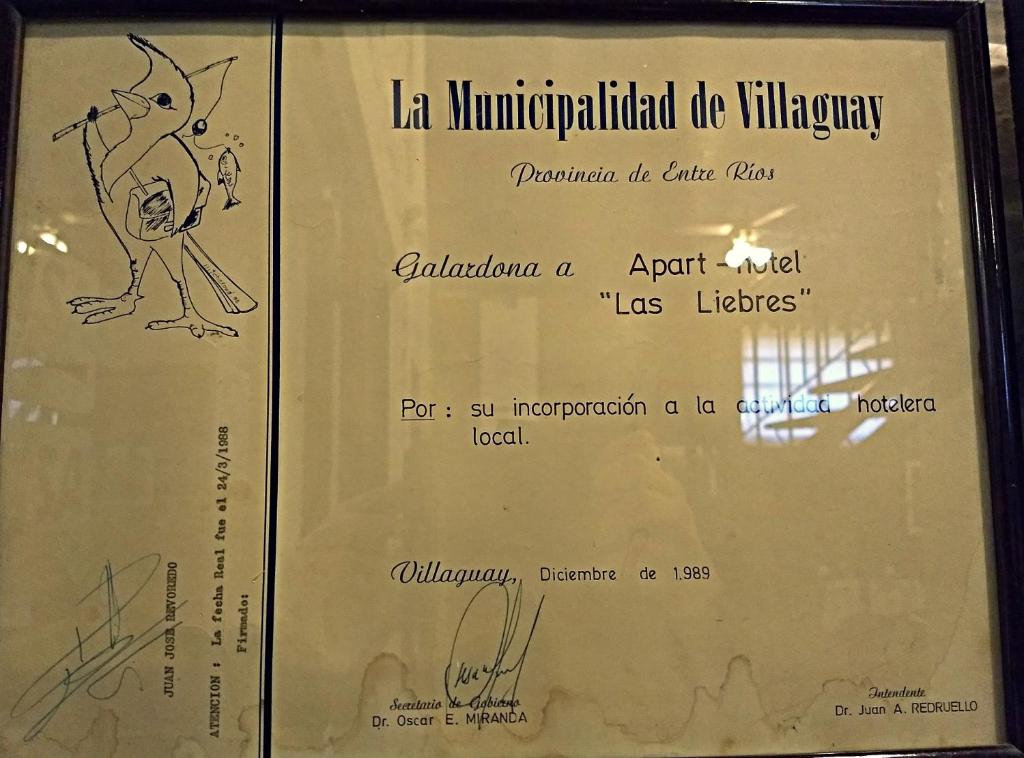 La Municipalidad de Villaguay
Provincia de Entre Ríos
Galardona a Apart-hotel
"Las Liebres"
Por: su incorporación a la actividad hotelera
local.
Villaguay, Diciembre de 1.989
Secretario de Gobierno
Dr. Oscar E. MIRANDA
Intendente
Dr. Juan A. REDRUELLO
JUAN JOSE REVOREDO
ATENCION : La fecha Real fue el 24/3/1988
Firmado: